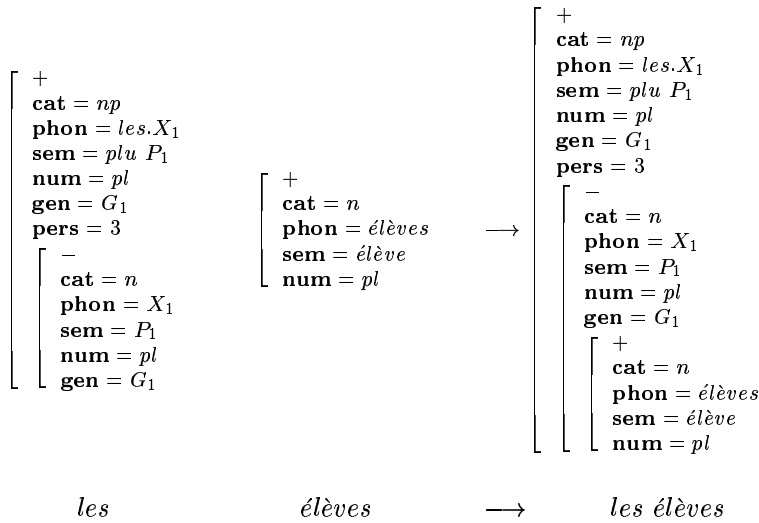 +
cat = np
phon = les.X₁
sem = plu P₁
num = pl
gen = G₁
pers = 3
−
cat = n
phon = X₁
sem = P₁
num = pl
gen = G₁
+
cat = n
phon = élèves
sem = élève
num = pl
⟶
+
cat = np
phon = les.X₁
sem = plu P₁
num = pl
gen = G₁
pers = 3
−
cat = n
phon = X₁
sem = P₁
num = pl
gen = G₁
+
cat = n
phon = élèves
sem = élève
num = pl
les élèves ⟶ les élèves